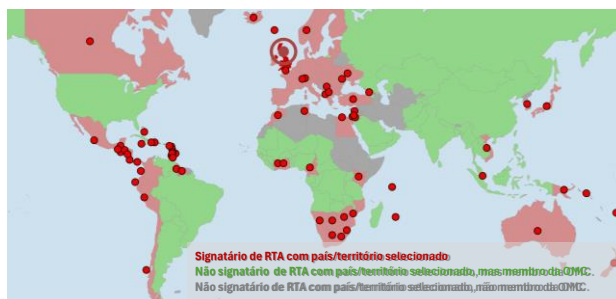 Signatário de RTA com país/território selecionado
Não signatário de RTA com país/território selecionado, mas membro da OMC.
Não signatário de RTA com país/território selecionado, não membro da OMC.